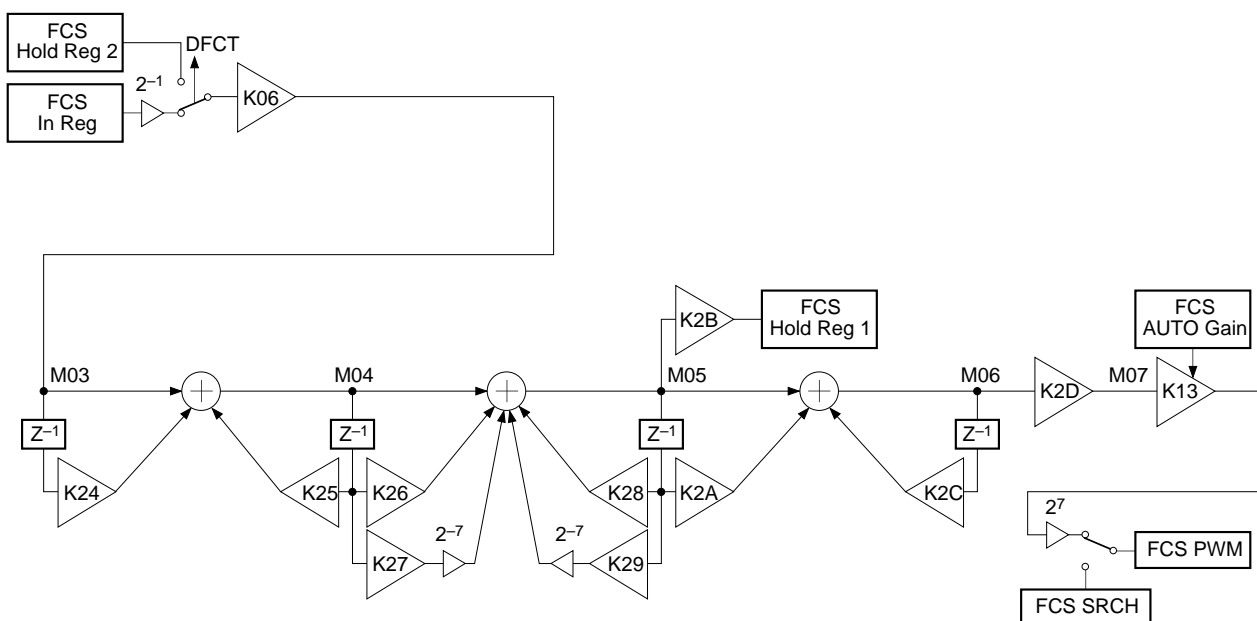 FCS
Hold Reg 2
DFCT
2–1
FCS
In Reg
K06
K2B
FCS
Hold Reg 1
FCS
AUTO Gain
M03
M04
M05
M06
M07
K2D
K13
Z–1
Z–1
Z–1
Z–1
K24
K25
K26
K28
K2A
K2C
K27
2–7
2–7
K29
27
FCS PWM
FCS SRCH